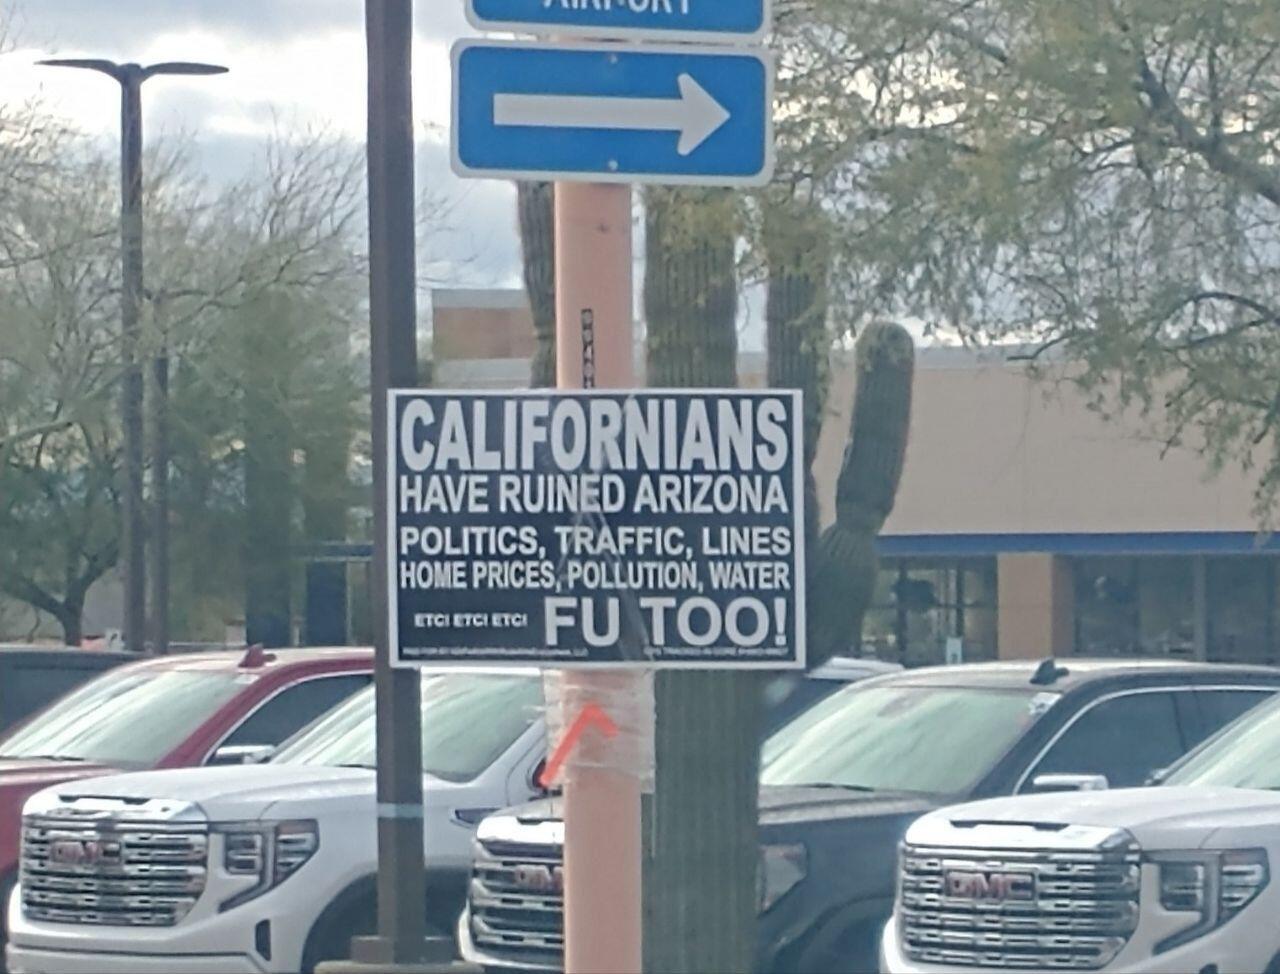 AIRPORT
CALIFORNIANS
HAVE RUINED ARIZONA
POLITICS, TRAFFIC, LINES
HOME PRICES, POLLUTION, WATER
ETC! ETC! ETC! FU TOO!
GMC
GMC
GMC